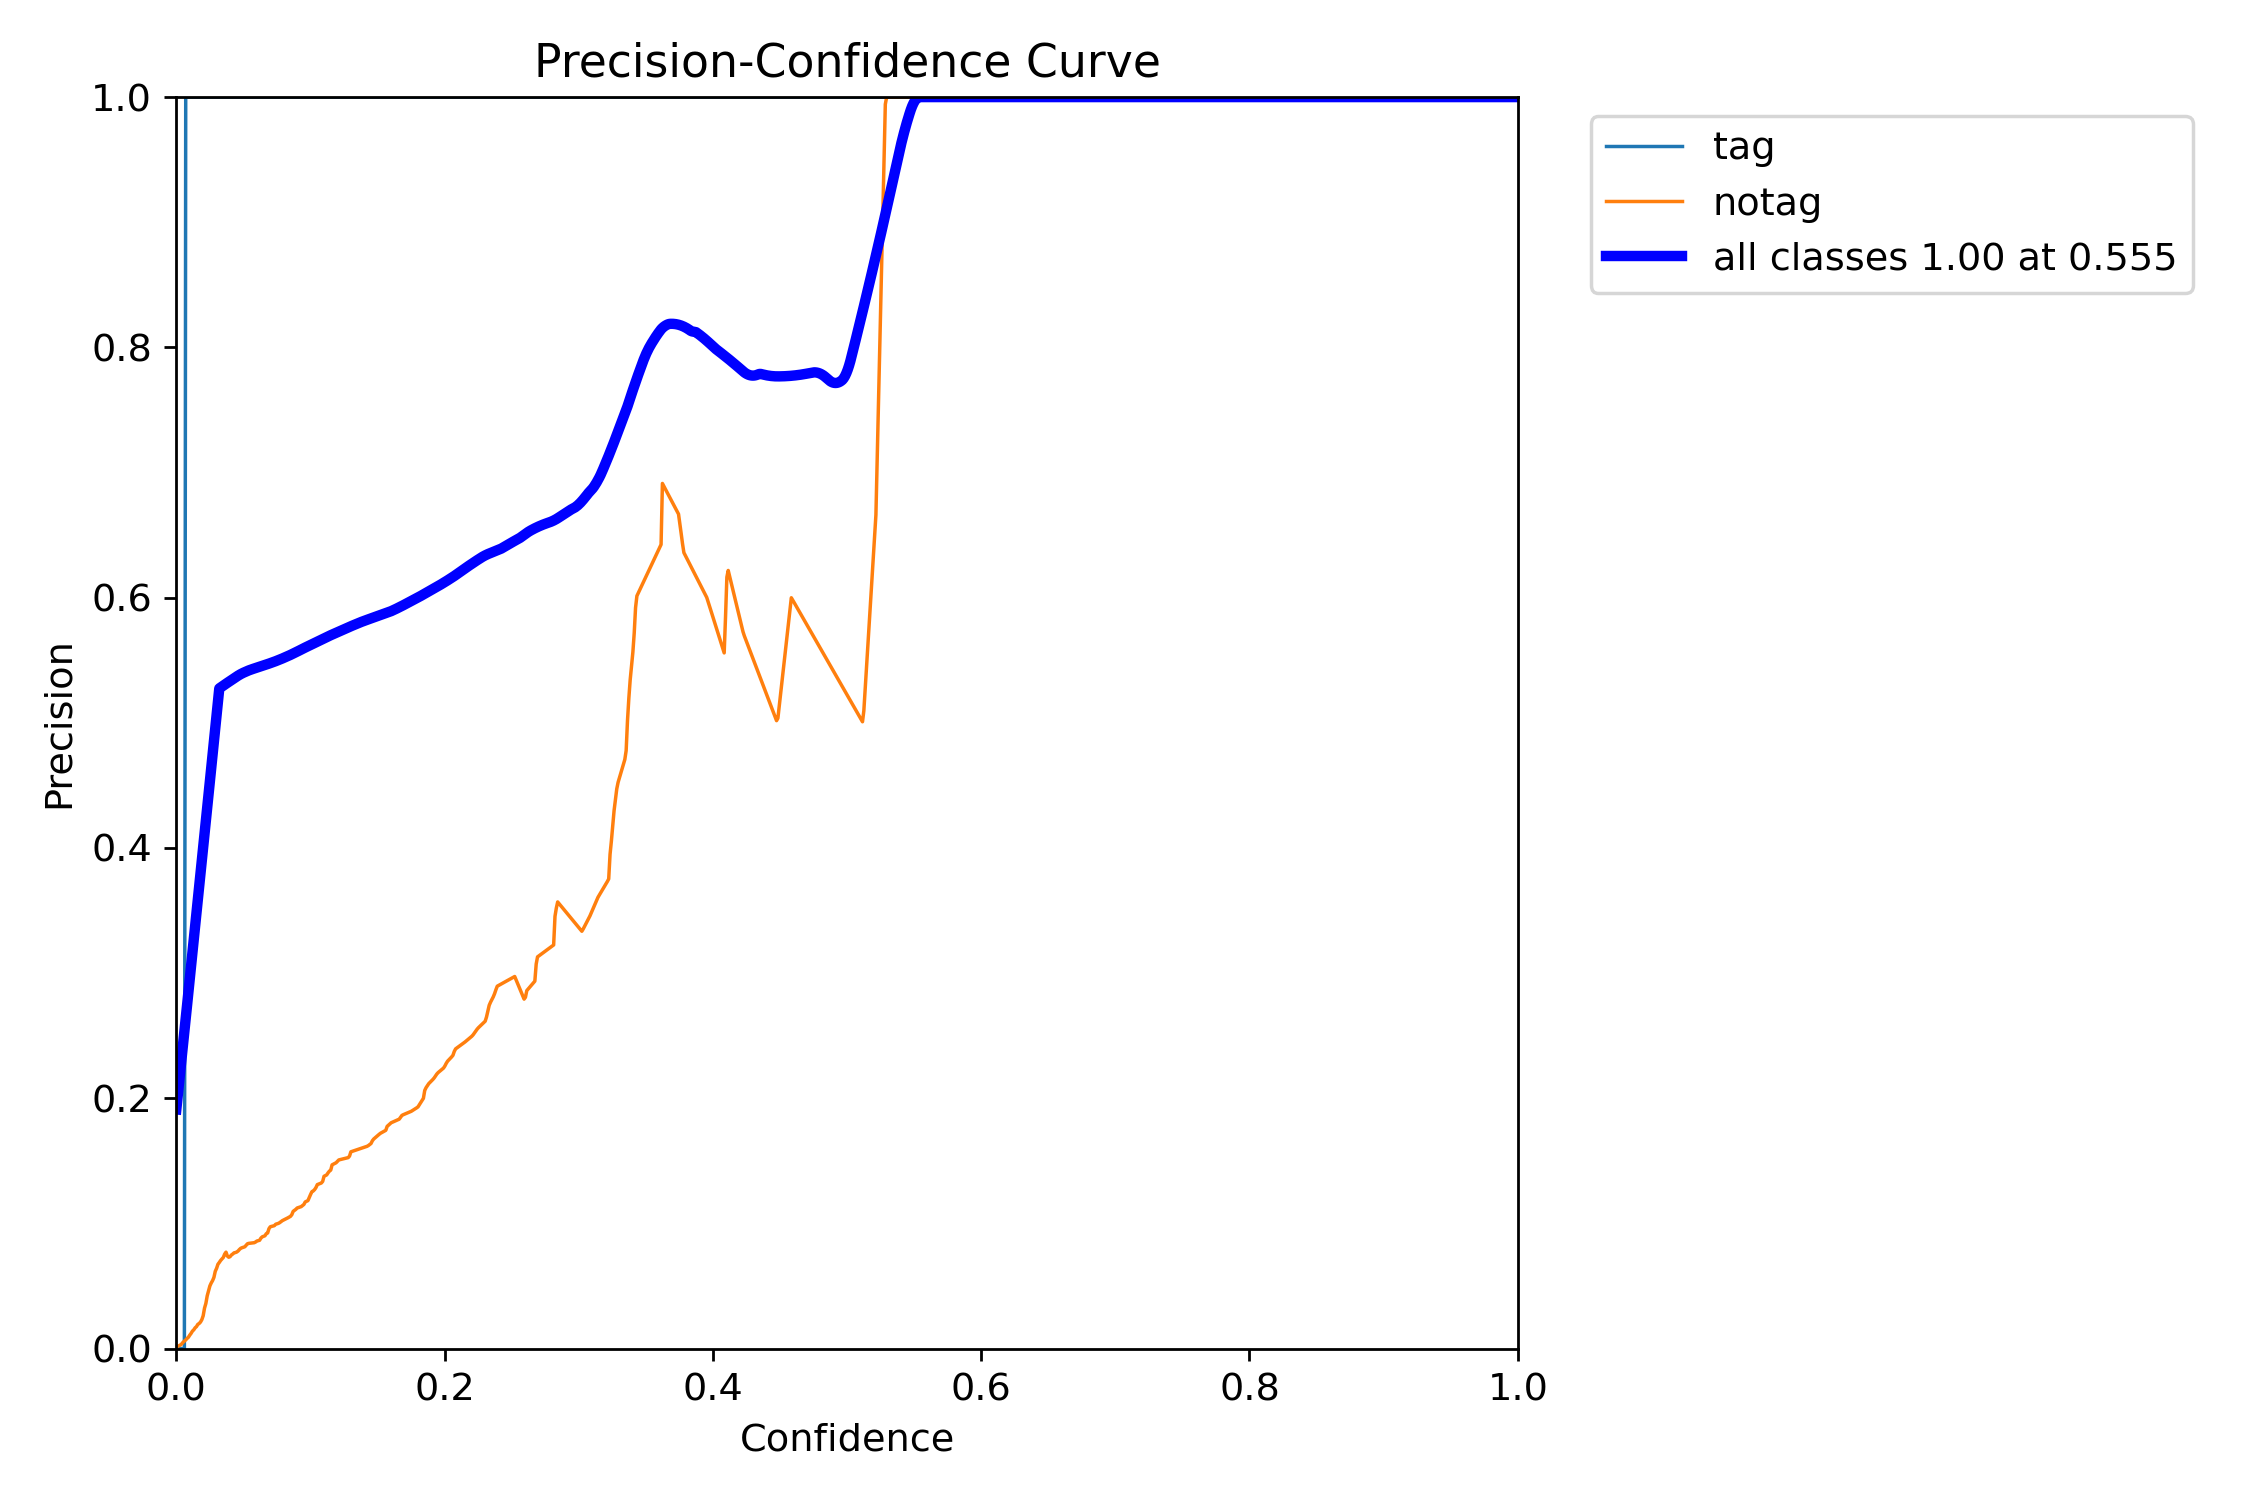 Precision-Confidence Curve
1.0
0.8
0.6
0.4
0.2
0.0
Precision
0.0 0.2 0.4 0.6 0.8 1.0
Confidence
tag
notag
all classes 1.00 at 0.555